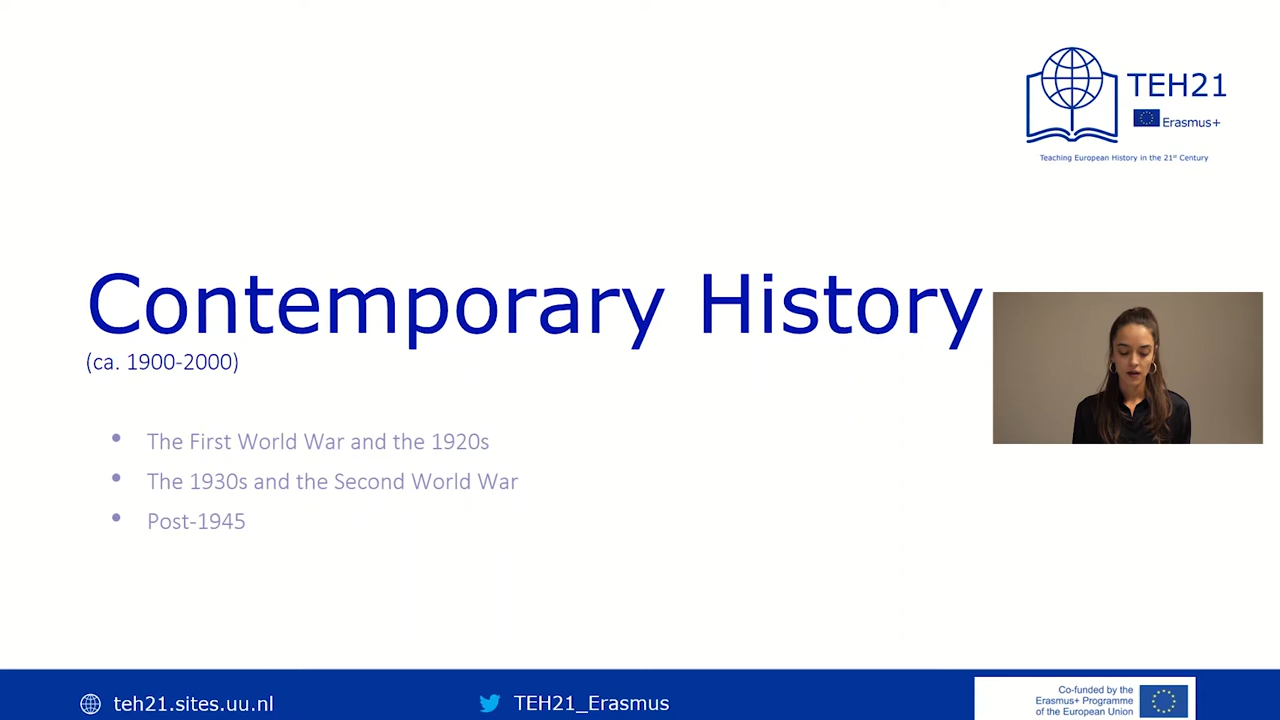 TEH21
Erasmus+
Teaching European History in the 21st Century
Contemporary History
(ca. 1900-2000)
• The First World War and the 1920s
• The 1930s and the Second World War
• Post-1945
teh21.sites.uu.nl
TEH21_Erasmus
Co-funded by the
Erasmus+ Programme
of the European Union